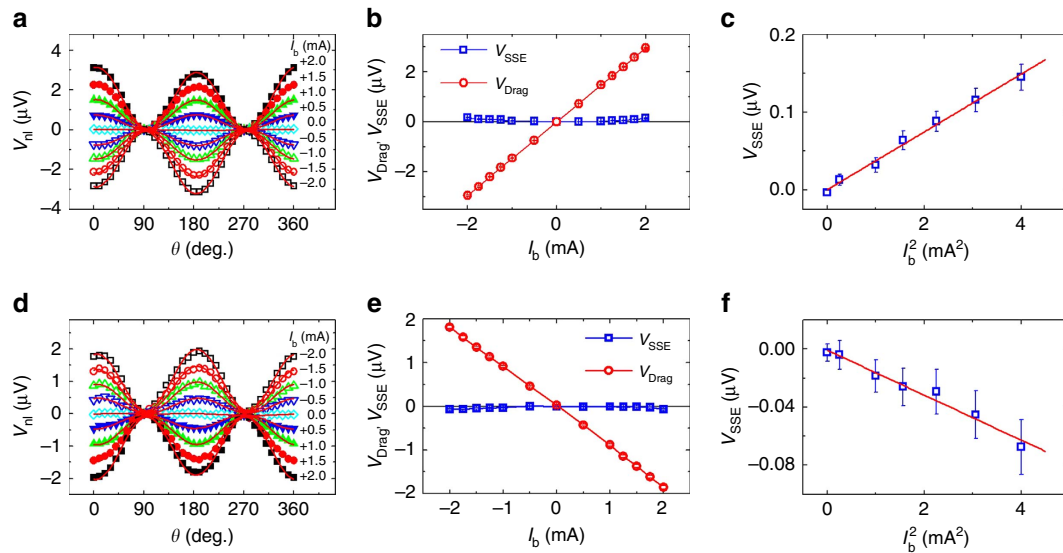 a
I_b (mA)
+2.0
+1.5
+1.0
+0.5
0.0
−0.5
−1.0
−1.5
−2.0
4
2
0
−2
−4
V_nl (μV)
0 90 180 270 360
θ (deg.)
b
V_SSE
V_Drag
2
0
−2
V_Drag, V_SSE (μV)
−2 0 2
I_b (mA)
c
0.2
0.1
0.0
V_SSE (μV)
0 2 4
I_b^2 (mA^2)
d
I_b (mA)
−2.0
−1.5
−1.0
−0.5
0.0
+0.5
+1.0
+1.5
+2.0
2
1
0
−1
−2
V_nl (μV)
0 90 180 270 360
θ (deg.)
e
V_SSE
V_Drag
2
1
0
−1
−2
V_Drag, V_SSE (μV)
−2 −1 0 1 2
I_b (mA)
f
0.00
−0.04
−0.08
V_SSE (μV)
0 2 4
I_b^2 (mA^2)